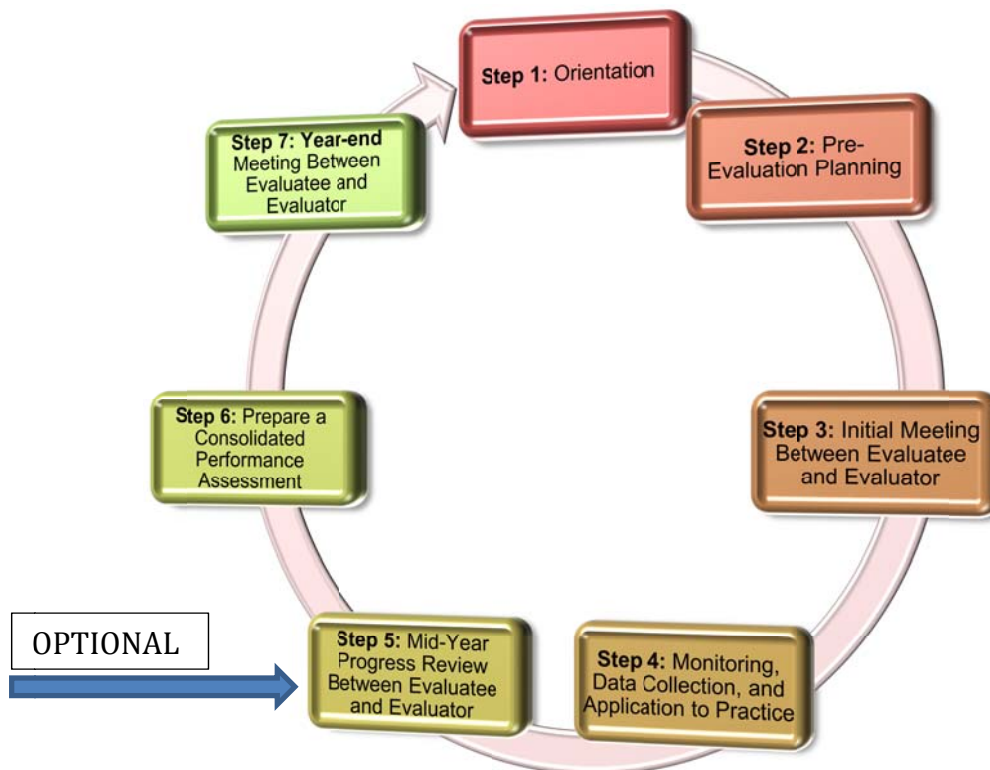 Step 1: Orientation
Step 2: Pre-
Evaluation Planning
Step 3: Initial Meeting
Between Evaluatee
and Evaluator
Step 4: Monitoring,
Data Collection, and
Application to Practice
OPTIONAL
Step 5: Mid-Year
Progress Review
Between Evaluatee
and Evaluator
Step 6: Prepare a
Consolidated
Performance
Assessment
Step 7: Year-end
Meeting Between
Evaluatee and
Evaluator